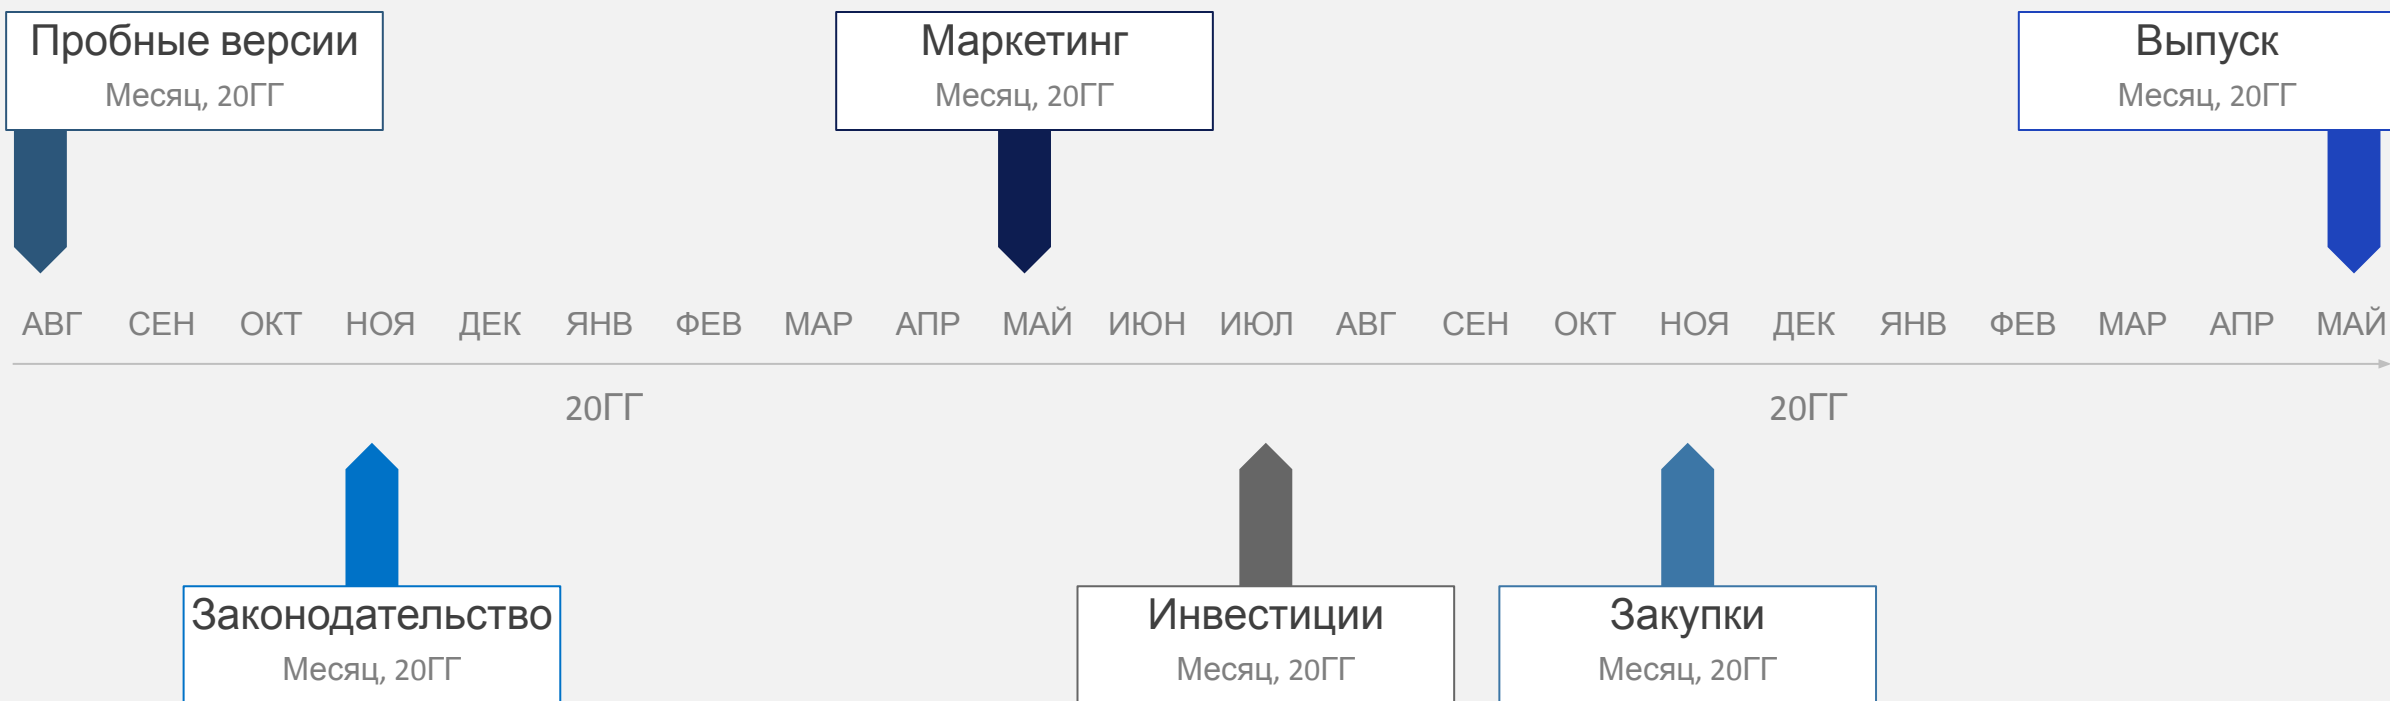 Пробные версии
Месяц, 20ГГ
Маркетинг
Месяц, 20ГГ
Выпуск
Месяц, 20ГГ
АВГ СЕН ОКТ НОЯ ДЕК ЯНВ ФЕВ МАР АПР МАЙ ИЮН ИЮЛ АВГ СЕН ОКТ НОЯ ДЕК ЯНВ ФЕВ МАР АПР МАЙ
20ГГ 20ГГ
Законодательство
Месяц, 20ГГ
Инвестиции
Месяц, 20ГГ
Закупки
Месяц, 20ГГ